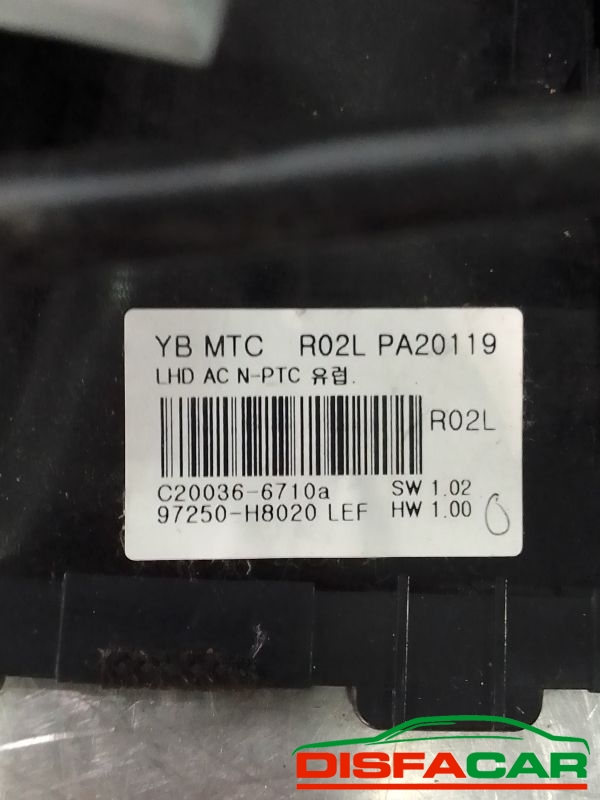 YB MTC R02L PA20119
LHD AC N-PTC 유럽.
R02L
C20036-6710a SW 1.02
97250-H8020 LEF HW 1.00
DISFACAR